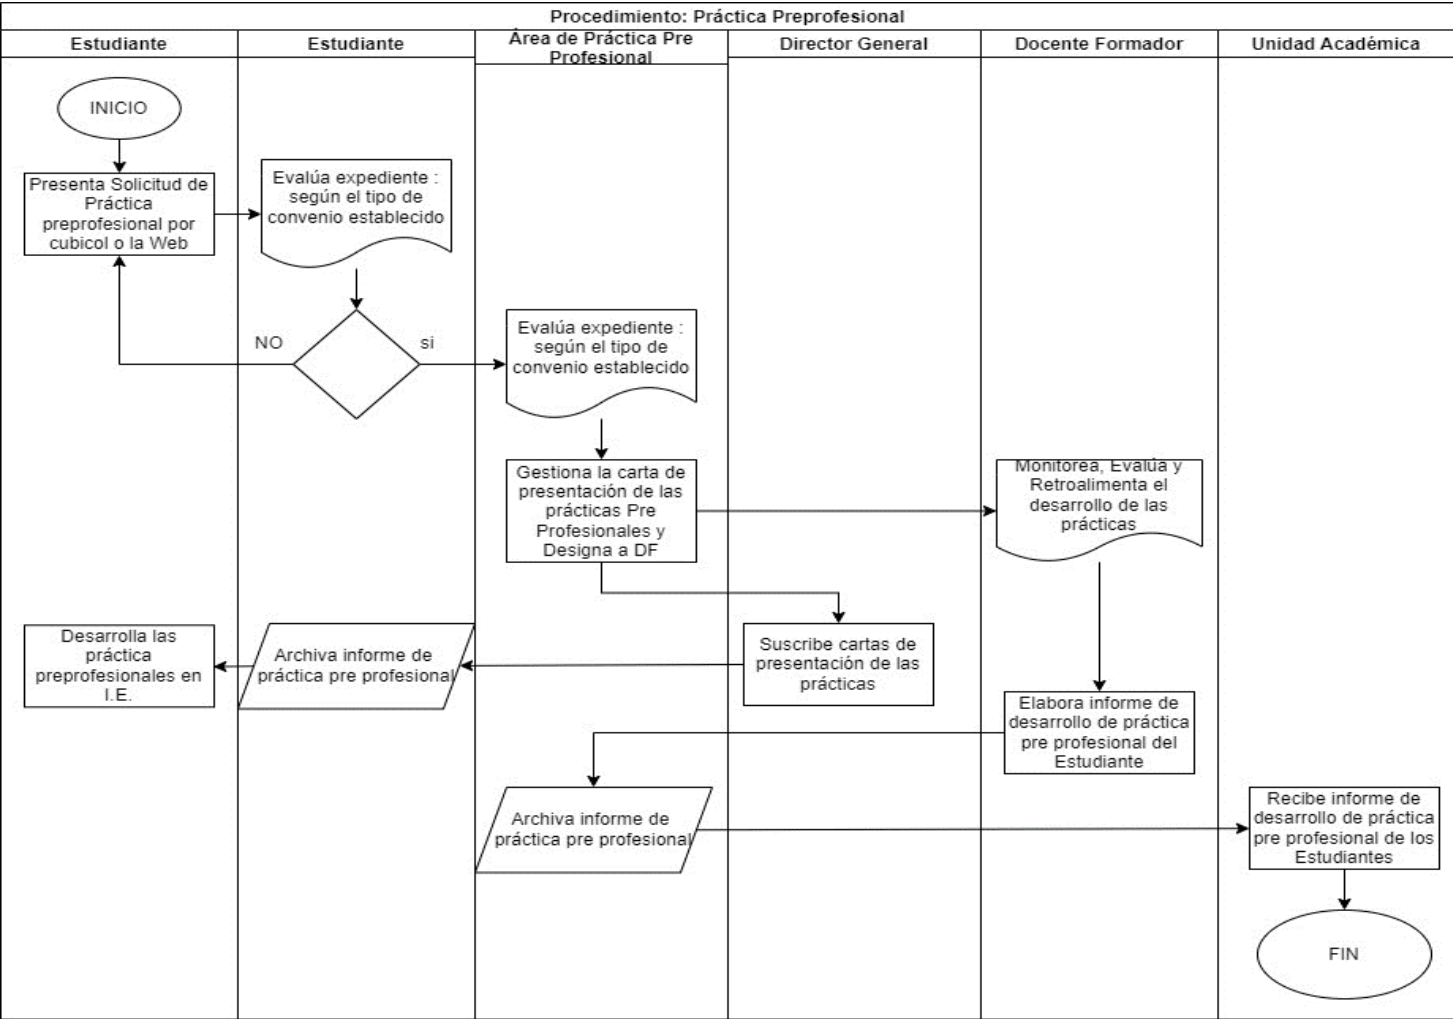 Procedimiento: Práctica Preprofesional
Estudiante
Estudiante
Área de Práctica Pre
Profesional
Director General
Docente Formador
Unidad Académica
INICIO
Presenta Solicitud de
Práctica
preprofesional por
cubicol o la Web
Evalúa expediente :
según el tipo de
convenio establecido
NO
si
Evalúa expediente :
según el tipo de
convenio establecido
Gestiona la carta de
presentación de las
prácticas Pre
Profesionales y
Designa a DF
Monitorea, Evalúa y
Retroalimenta el
desarrollo de las
prácticas
Desarrolla las
práctica
preprofesionales en
I.E.
Archiva informe de
práctica pre profesional
Suscribe cartas de
presentación de las
prácticas
Elabora informe de
desarrollo de práctica
pre profesional del
Estudiante
Archiva informe de
práctica pre profesional
Recibe informe de
desarrollo de práctica
pre profesional de los
Estudiantes
FIN